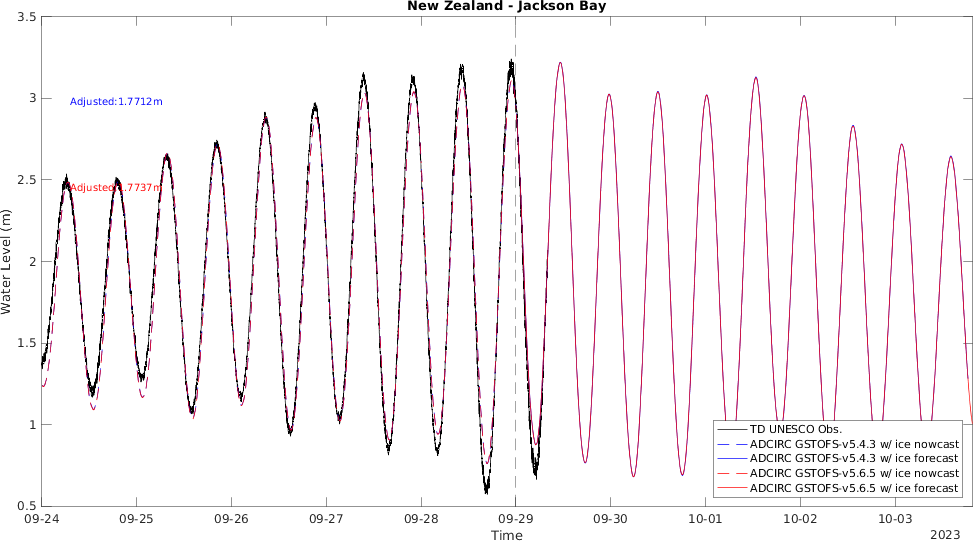 New Zealand - Jackson Bay
3.5
3
2.5
2
1.5
1
0.5
Water Level (m)
Adjusted:1.7712m
Adjusted:1.7737m
TD UNESCO Obs.
ADCIRC GSTOFS-v5.4.3 w/ ice nowcast
ADCIRC GSTOFS-v5.4.3 w/ ice forecast
ADCIRC GSTOFS-v5.6.5 w/ ice nowcast
ADCIRC GSTOFS-v5.6.5 w/ ice forecast
09-24 09-25 09-26 09-27 09-28 09-29 09-30 10-01 10-02 10-03
Time
2023